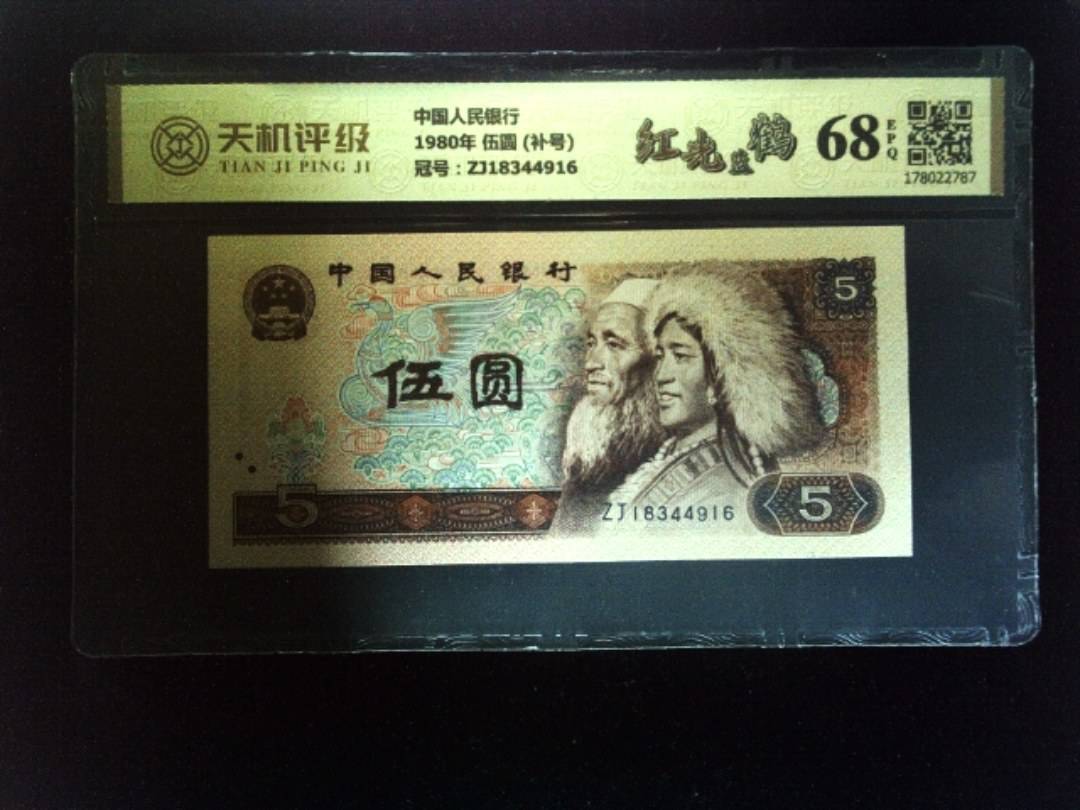 天机评级
TIAN JI PING JI
中国人民银行
1980年 伍圆 (补号)
冠号：ZJ18344916
红光
鹤
68
EPQ
178022787
中国人民银行
5
伍圆
5
ZJ18344916
5